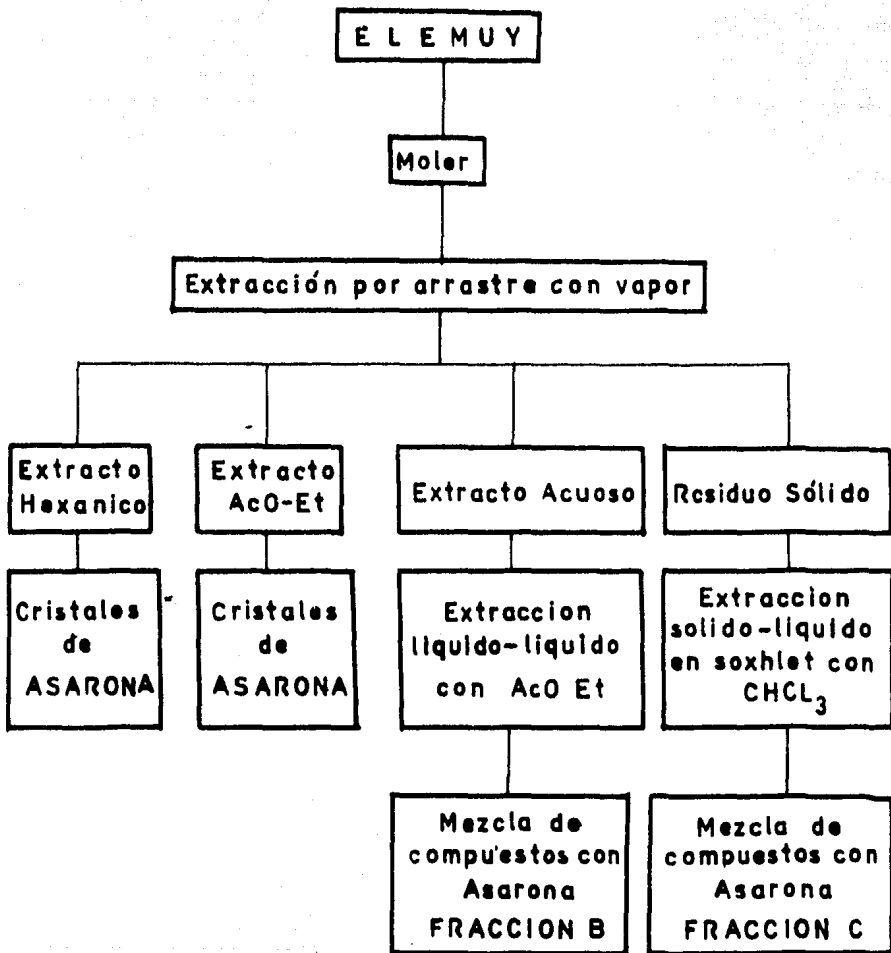 ELEMUY
Moler
Extracción por arrastre con vapor
Extracto
Hexanico
Extracto
AcO-Et
Extracto Acuoso
Residuo Sólido
Cristales
de
ASARONA
Cristales
de
ASARONA
Extraccion
liquido-liquido
con AcO Et
Extraccion
solido-liquido
en soxhlet con
CHCL3
Mezcla de
compuestos con
Asarona
FRACCION B
Mezcla de
compuestos con
Asarona
FRACCION C